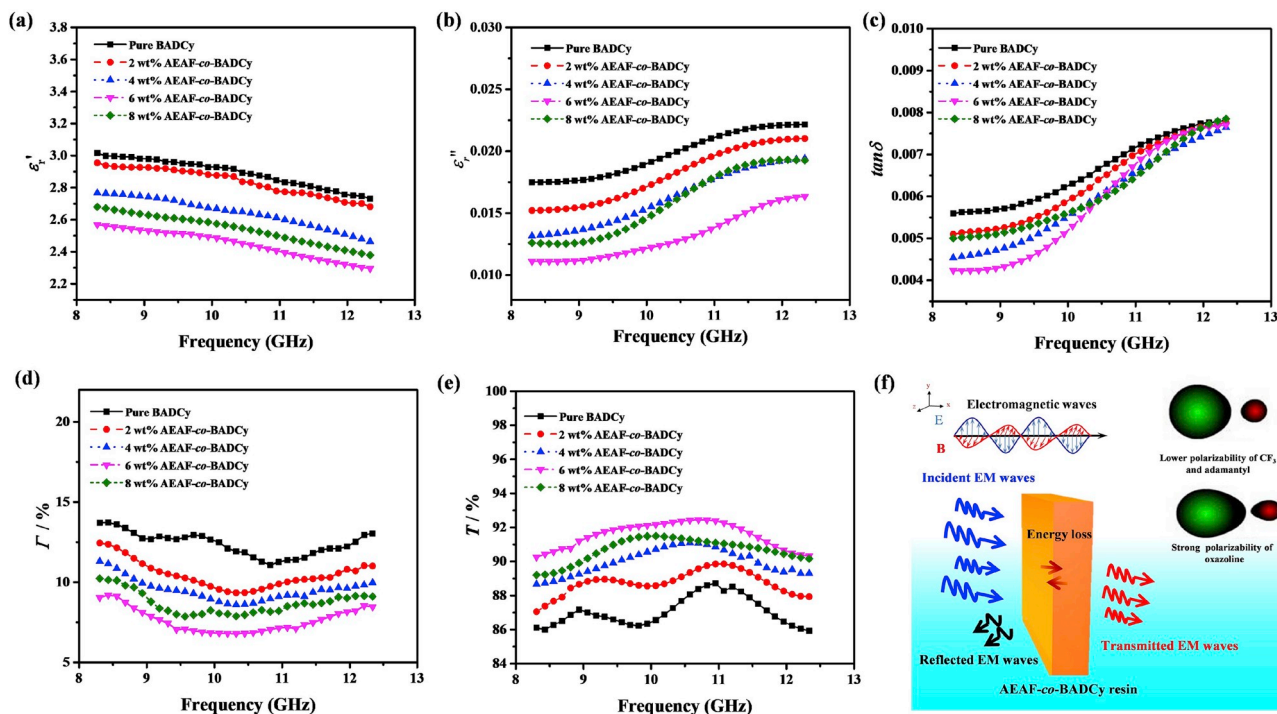 (a)
3.8
3.6
3.4
3.2
3.0
2.8
2.6
2.4
2.2
εr'
Pure BADCy
2 wt% AEAF-co-BADCy
4 wt% AEAF-co-BADCy
6 wt% AEAF-co-BADCy
8 wt% AEAF-co-BADCy
8 9 10 11 12 13
Frequency (GHz)
(b)
0.030
0.025
0.020
0.015
0.010
εr''
Pure BADCy
2 wt% AEAF-co-BADCy
4 wt% AEAF-co-BADCy
6 wt% AEAF-co-BADCy
8 wt% AEAF-co-BADCy
8 9 10 11 12 13
Frequency (GHz)
(c)
0.010
0.009
0.008
0.007
0.006
0.005
0.004
tanδ
Pure BADCy
2 wt% AEAF-co-BADCy
4 wt% AEAF-co-BADCy
6 wt% AEAF-co-BADCy
8 wt% AEAF-co-BADCy
8 9 10 11 12 13
Frequency (GHz)
(d)
20
15
10
5
Γ / %
Pure BADCy
2 wt% AEAF-co-BADCy
4 wt% AEAF-co-BADCy
6 wt% AEAF-co-BADCy
8 wt% AEAF-co-BADCy
8 9 10 11 12 13
Frequency (GHz)
(e)
100
98
96
94
92
90
88
86
84
T / %
Pure BADCy
2 wt% AEAF-co-BADCy
4 wt% AEAF-co-BADCy
6 wt% AEAF-co-BADCy
8 wt% AEAF-co-BADCy
8 9 10 11 12 13
Frequency (GHz)
(f)
y
z
x
Electromagnetic waves
E
B
Lower polarizability of CF3
and adamantyl
Incident EM waves
Energy loss
Strong polarizability of
oxazoline
Transmitted EM waves
Reflected EM waves
AEAF-co-BADCy resin